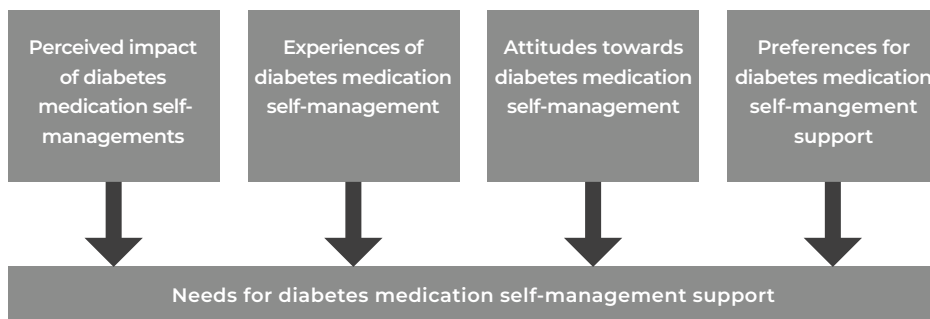 Perceived impact
of diabetes
medication self-
managements
Experiences of
diabetes medication
self-management
Attitudes towards
diabetes medication
self-management
Preferences for
diabetes medication
self-mangement
support
Needs for diabetes medication self-management support